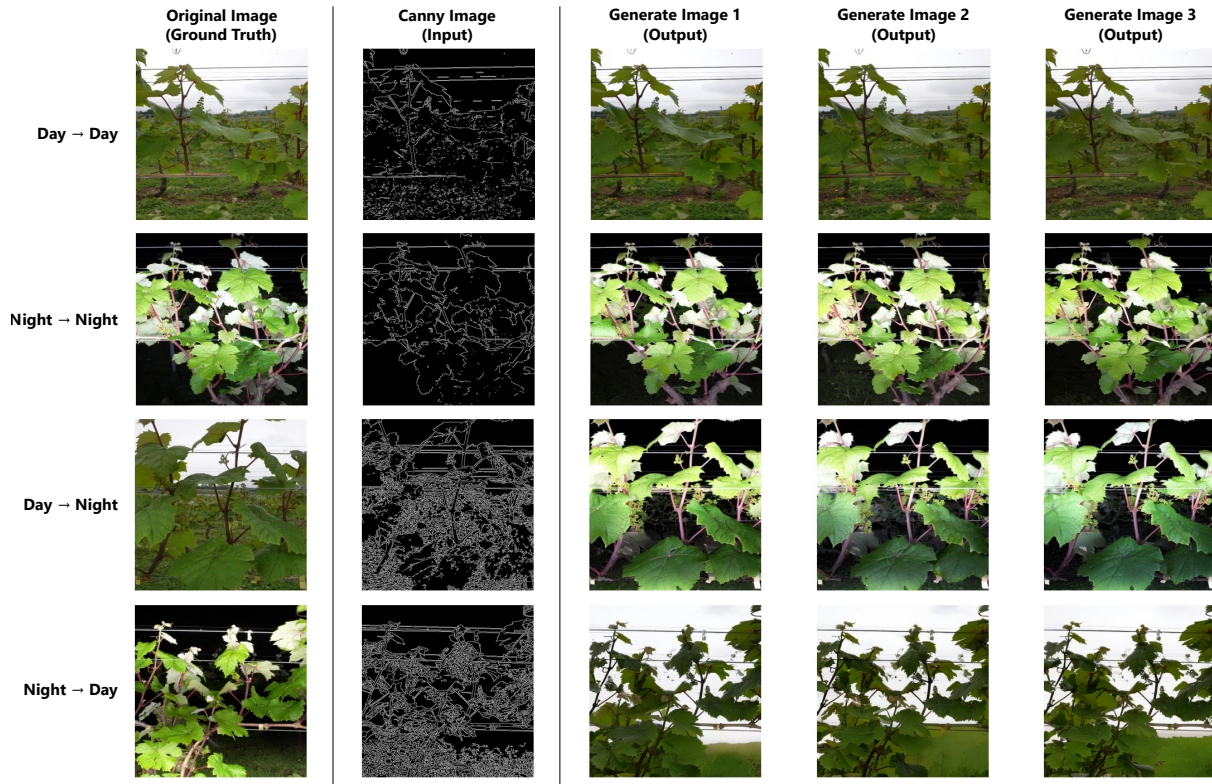 Original Image
(Ground Truth)
Canny Image
(Input)
Generate Image 1
(Output)
Generate Image 2
(Output)
Generate Image 3
(Output)
Day → Day
Night → Night
Day → Night
Night → Day